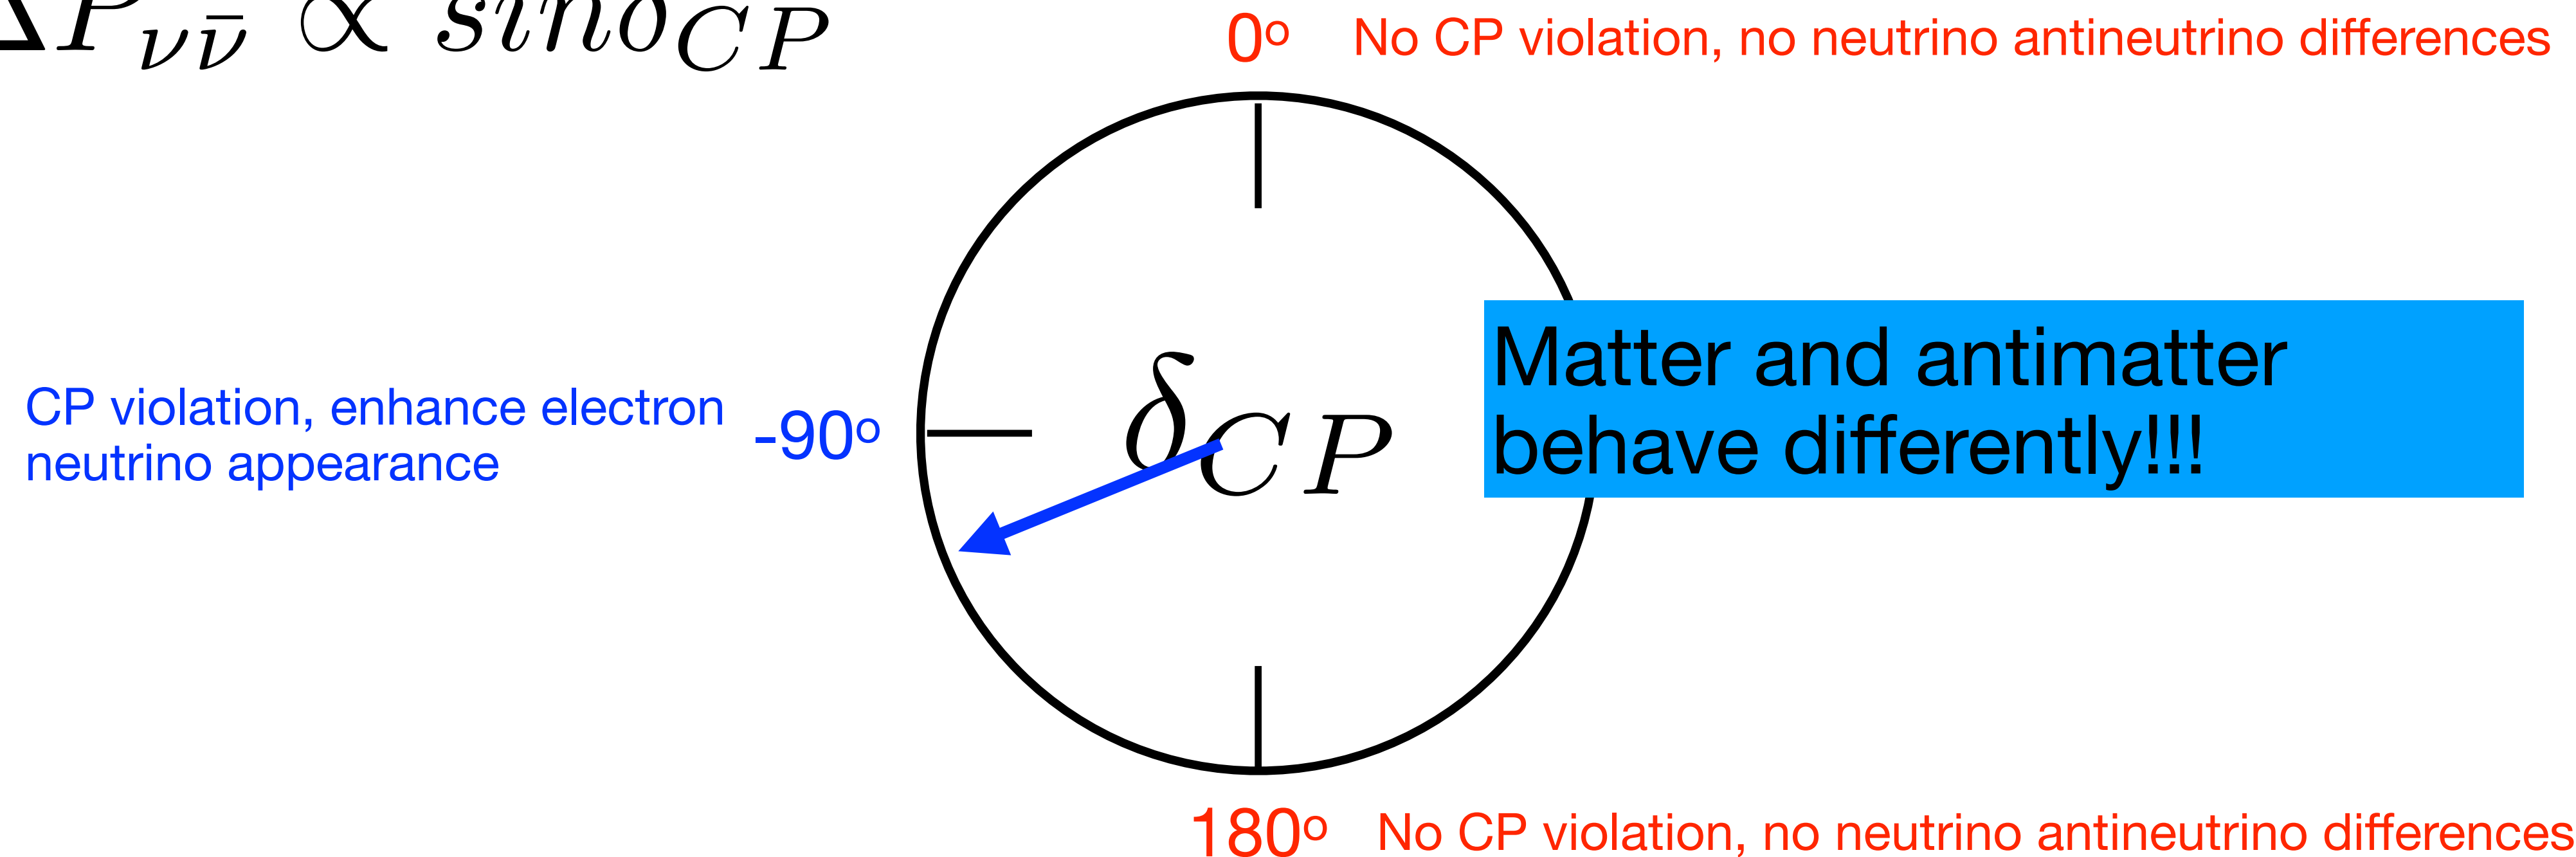 ΔP_{νν̄} ∝ sinδ_{CP}
0º No CP violation, no neutrino antineutrino differences
CP violation, enhance electron
neutrino appearance
-90º
δ_{CP}
Matter and antimatter
behave differently!!!
180º No CP violation, no neutrino antineutrino differences